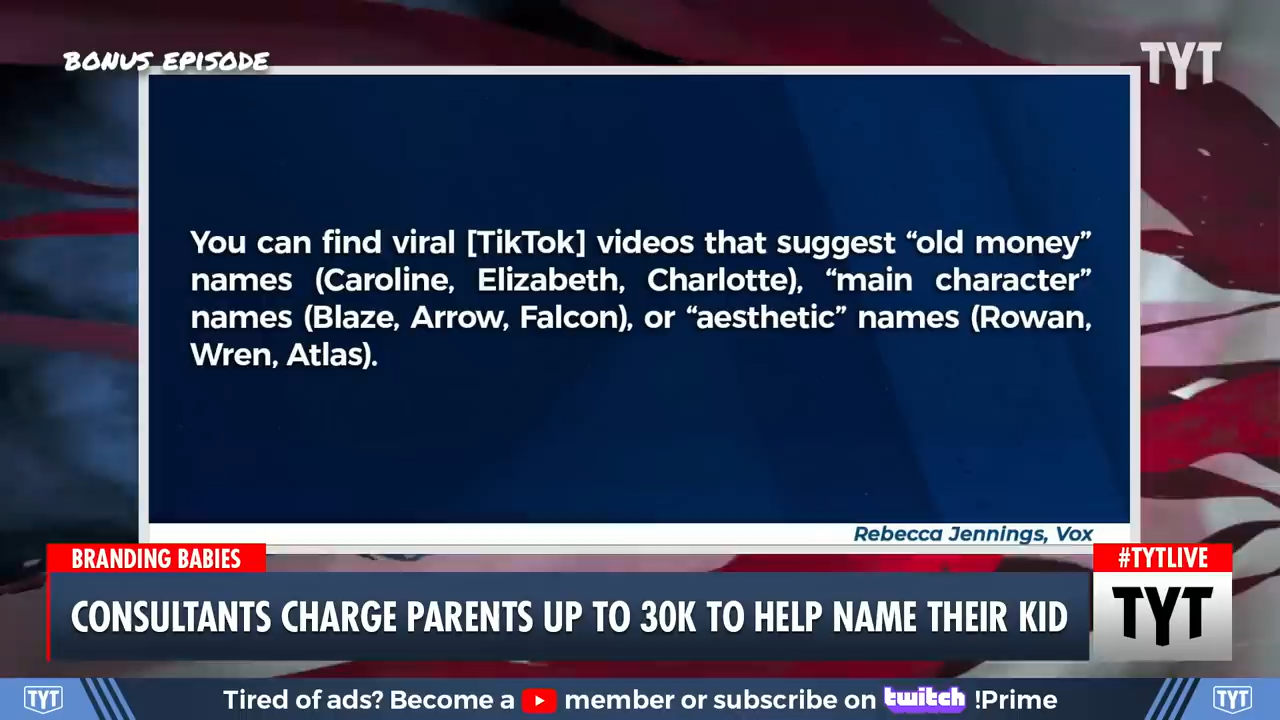 BONUS EPISODE
TYT
You can find viral [TikTok] videos that suggest “old money”
names (Caroline, Elizabeth, Charlotte), “main character”
names (Blaze, Arrow, Falcon), or “aesthetic” names (Rowan,
Wren, Atlas).
Rebecca Jennings, Vox
BRANDING BABIES
#TYTLIVE
CONSULTANTS CHARGE PARENTS UP TO 30K TO HELP NAME THEIR KID
TYT
TYT
Tired of ads? Become a member or subscribe on twitch !Prime
TYT